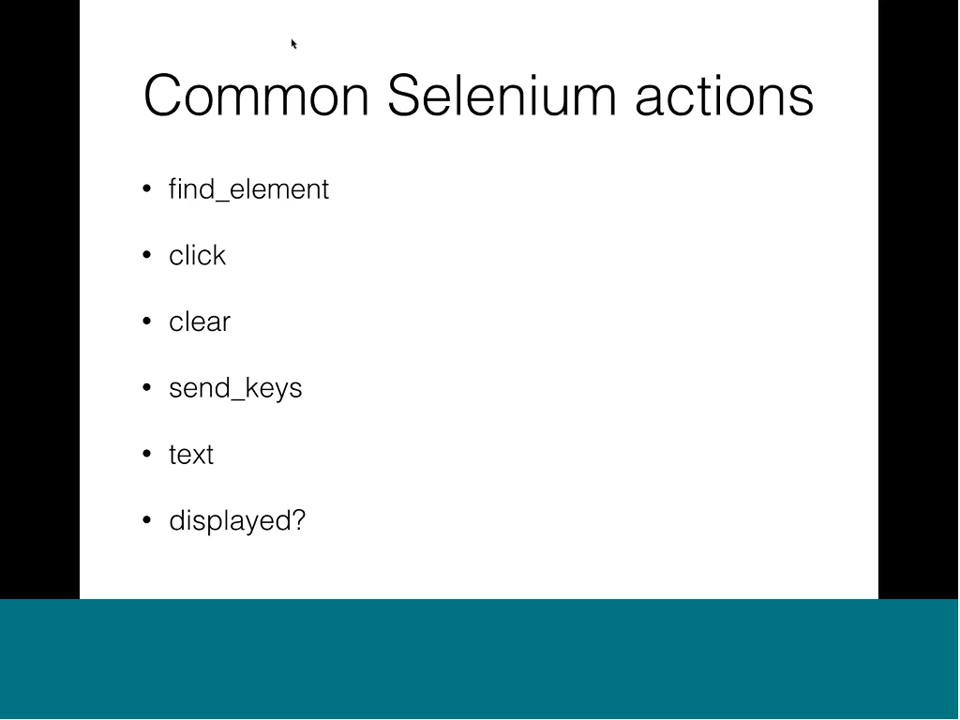 Common Selenium actions
• find_element
• click
• clear
• send_keys
• text
• displayed?